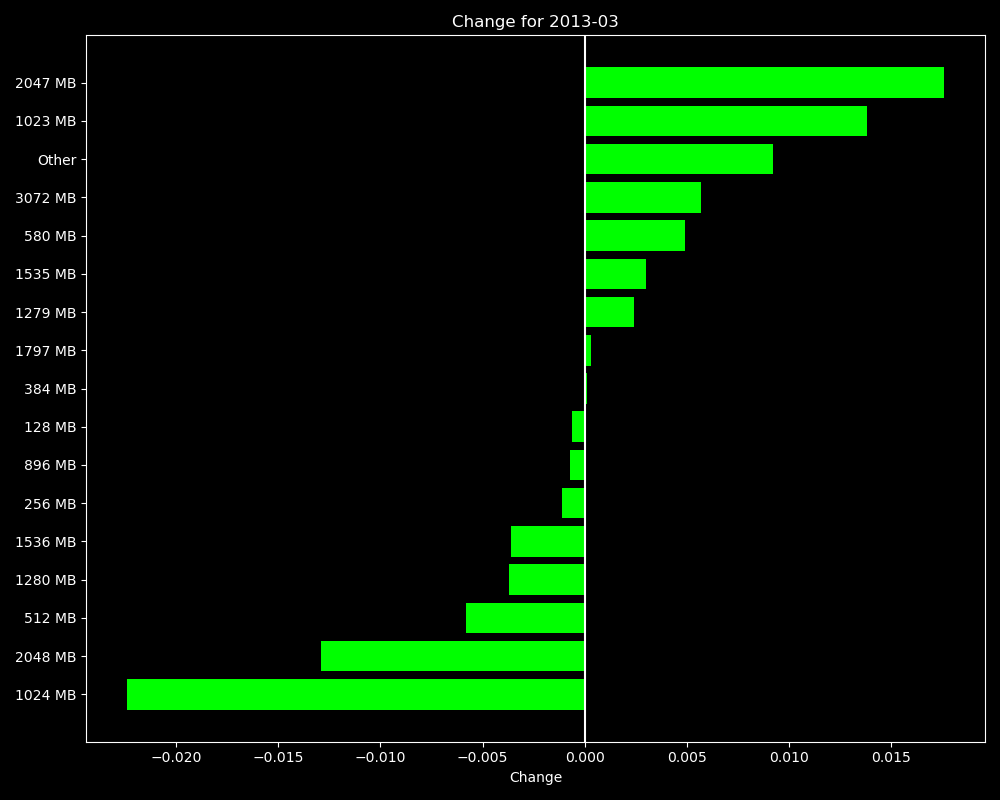 Change for 2013-03
2047 MB
1023 MB
Other
3072 MB
580 MB
1535 MB
1279 MB
1797 MB
384 MB
128 MB
896 MB
256 MB
1536 MB
1280 MB
512 MB
2048 MB
1024 MB
−0.020 −0.015 −0.010 −0.005 0.000 0.005 0.010 0.015
Change